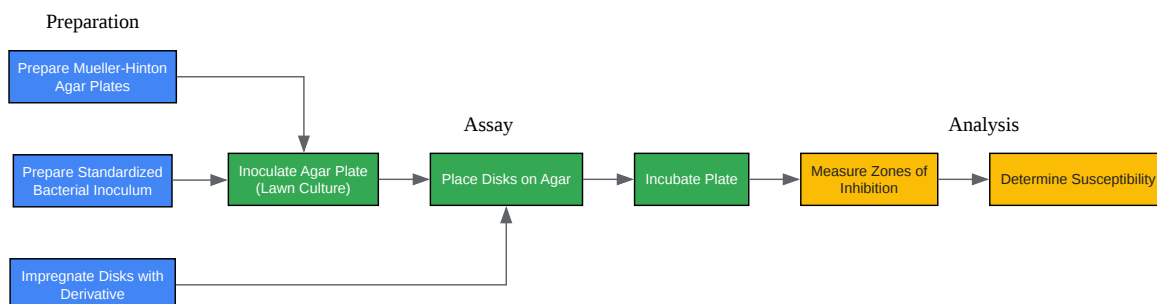 Preparation
Prepare Mueller-Hinton
Agar Plates
Assay
Analysis
Prepare Standardized
Bacterial Inoculum
Inoculate Agar Plate
(Lawn Culture)
Place Disks on Agar
Incubate Plate
Measure Zones of
Inhibition
Determine Susceptibility
Impregnate Disks with
Derivative